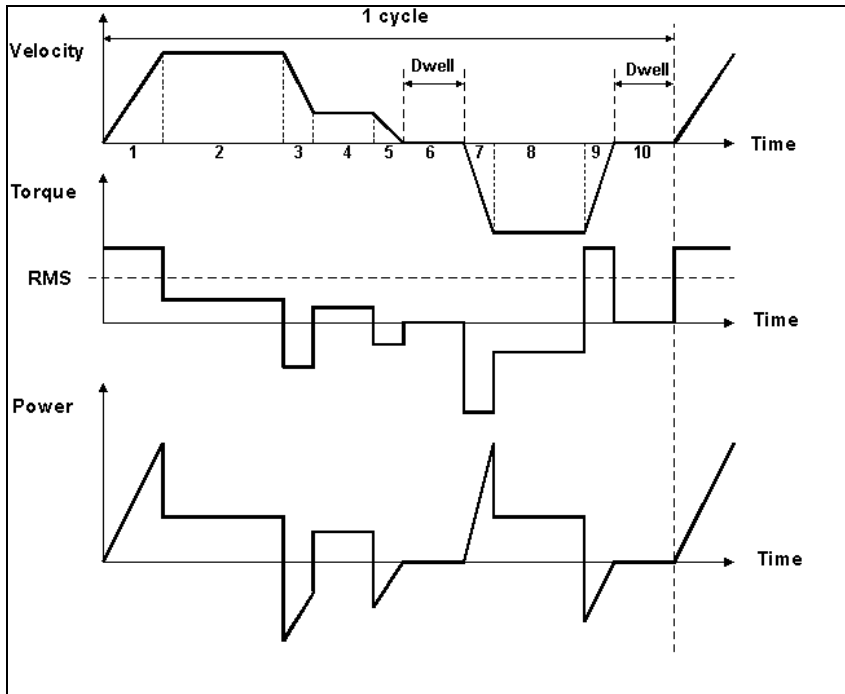 1 cycle
Velocity
Dwell
Dwell
Time
1 2 3 4 5 6 7 8 9 10
Torque
RMS
Time
Power
Time